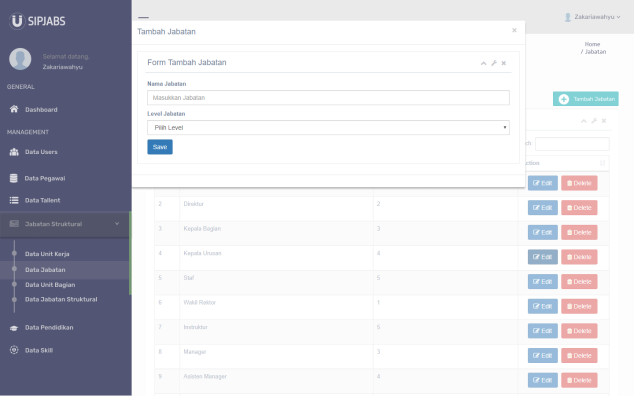 SIPJABS
Selamat datang,
Zakariawahyu
GENERAL
Dashboard
MANAGEMENT
Data Users
Data Pegawai
Data Tallent
Jabatan Struktural
Data Unit Kerja
Data Jabatan
Data Unit Bagian
Data Jabatan Struktural
Data Pendidikan
Data Skill
Zakariawahyu
Home
/ Jabatan
Tambah Jabatan
Tambah Jabatan
×
Form Tambah Jabatan
Nama Jabatan
Masukkan Jabatan
Level Jabatan
Pilih Level
Save
Edit Delete
2 Direktur 2 Edit Delete
3 Kepala Bagian 3 Edit Delete
4 Kepala Urusan 4 Edit Delete
5 Staf 5 Edit Delete
6 Wakil Rektor 1 Edit Delete
7 Instruktur 5 Edit Delete
8 Manager 3 Edit Delete
9 Asisten Manager 4 Edit Delete